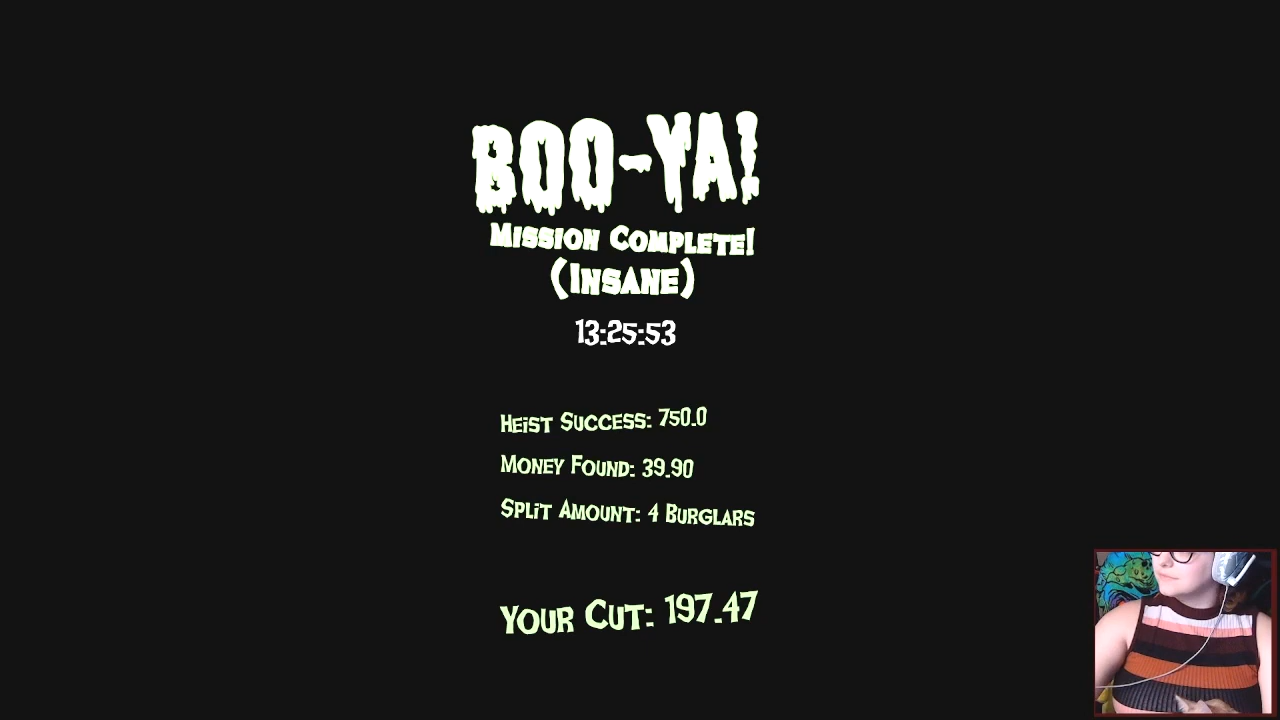 BOO-YA!
Mission Complete!
(Insane)
13:25:53
Heist Success: 750.0
Money Found: 39.90
Split Amount: 4 Burglars
Your Cut: 197.47